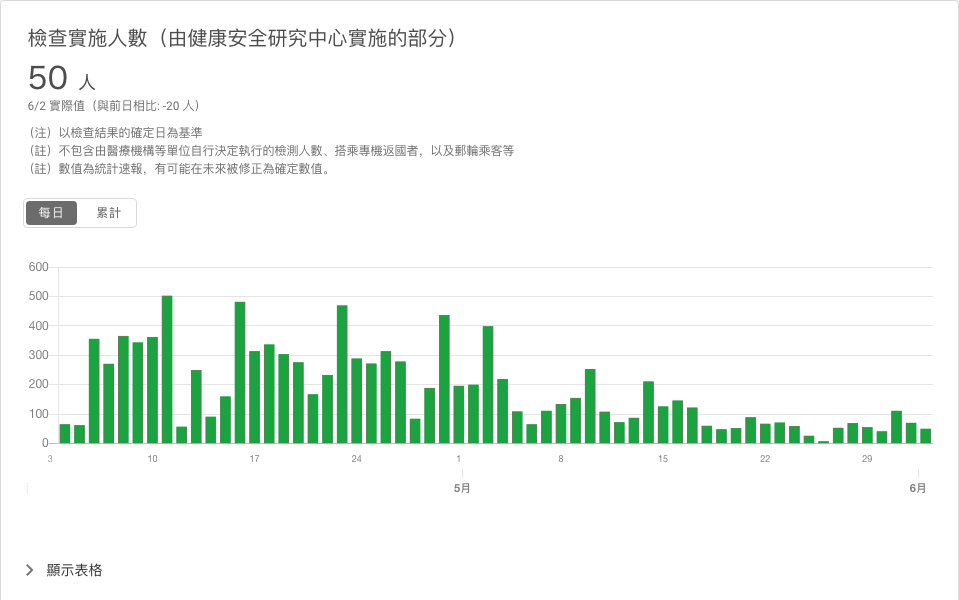 檢查實施人數（由健康安全研究中心實施的部分）
50 人
6/2 實際值（與前日相比: -20 人）
（注）以檢查結果的確定日為基準
（註）不包含由醫療機構等單位自行決定執行的檢測人數、搭乘專機返國者，以及郵輪乘客等
（註）數值為統計速報，有可能在未來被修正為確定數值。
每日 累計
600
500
400
300
200
100
0
3 10 17 24 1 8 15 22 29
5月 6月
顯示表格